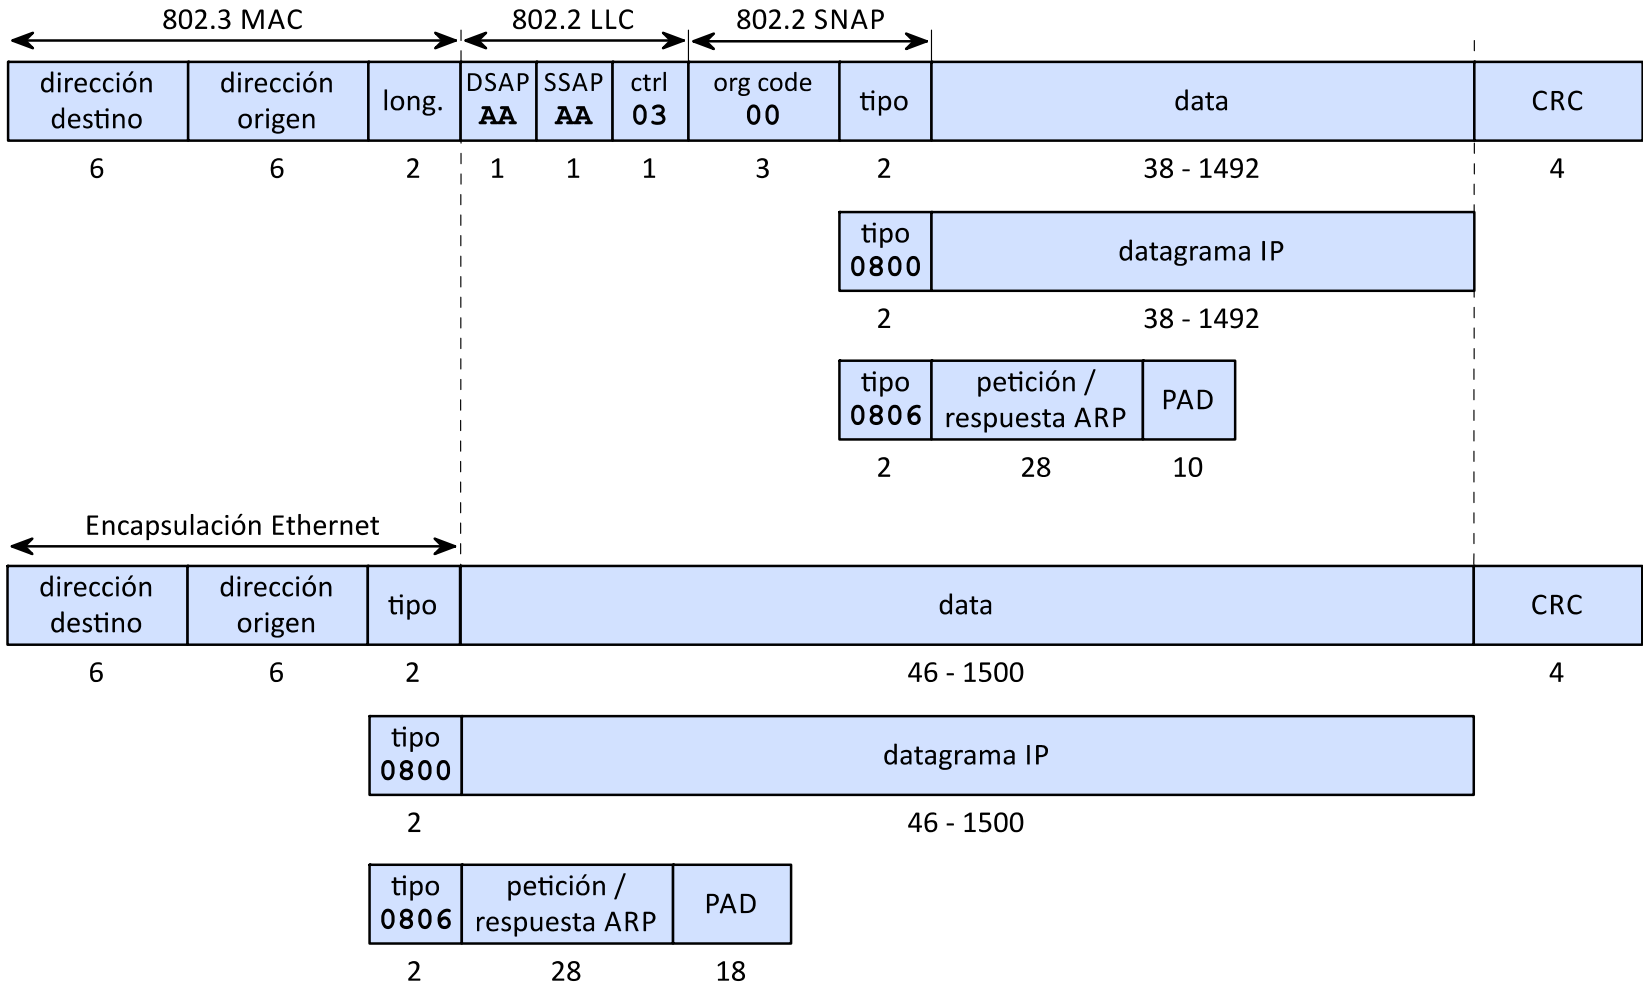 802.3 MAC 802.2 LLC 802.2 SNAP
dirección destino dirección origen long. DSAP AA SSAP AA ctrl 03 org code 00 tipo data CRC
6 6 2 1 1 1 3 2 38 - 1492 4
tipo 0800 datagrama IP
2 38 - 1492
tipo 0806 petición / respuesta ARP PAD
2 28 10
Encapsulación Ethernet
dirección destino dirección origen tipo data CRC
6 6 2 46 - 1500 4
tipo 0800 datagrama IP
2 46 - 1500
tipo 0806 petición / respuesta ARP PAD
2 28 18